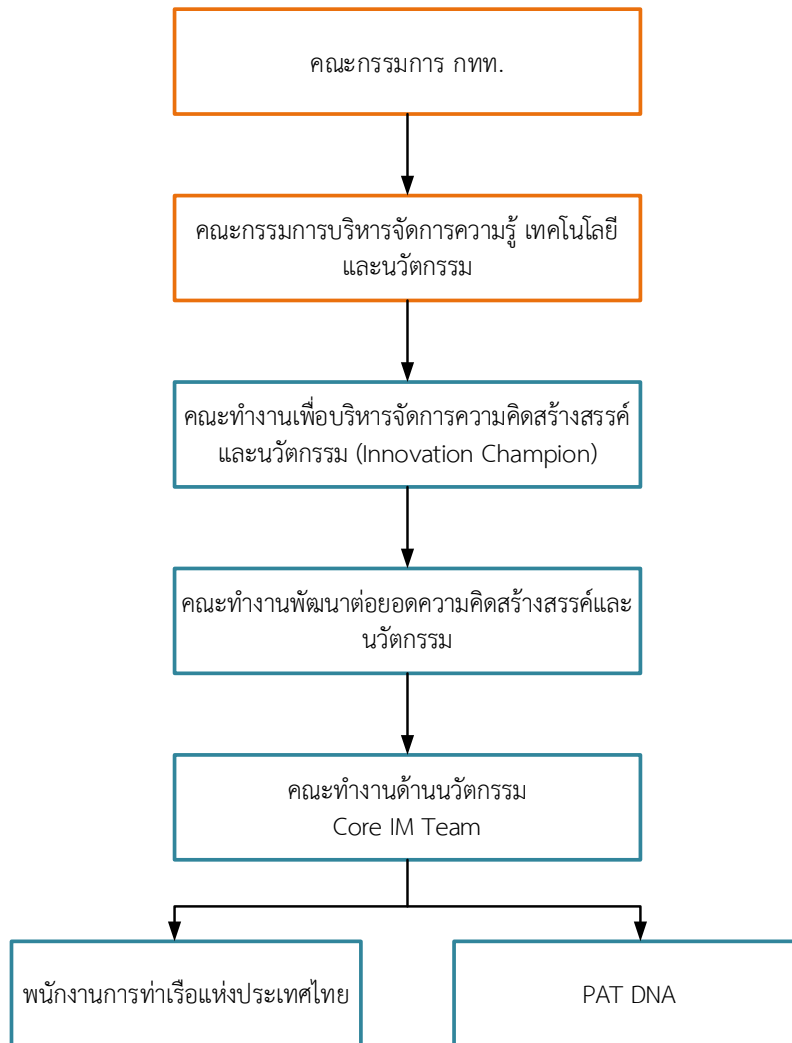 คณะกรรมการ กทท.
คณะกรรมการบริหารจัดการความรู้ เทคโนโลยี
และนวัตกรรม
คณะทำงานเพื่อบริหารจัดการความคิดสร้างสรรค์
และนวัตกรรม (Innovation Champion)
คณะทำงานพัฒนาต่อยอดความคิดสร้างสรรค์และ
นวัตกรรม
คณะทำงานด้านนวัตกรรม
Core IM Team
พนักงานการท่าเรือแห่งประเทศไทย
PAT DNA